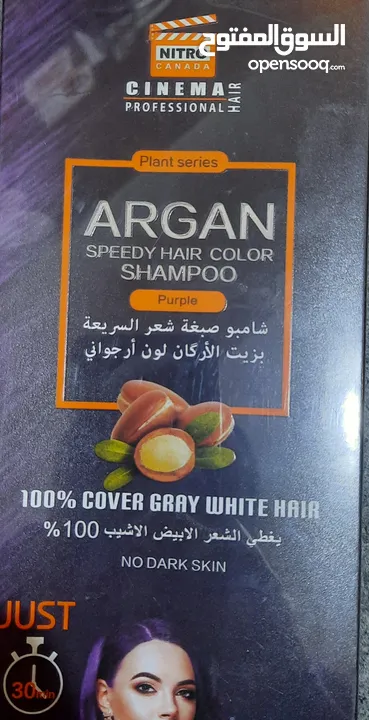 السوق المفتوح
opensooq.com
NITRO
CANADA
CINEMA
PROFESSIONAL
HAIR
Plant series
ARGAN
SPEEDY HAIR COLOR
SHAMPOO
Purple
شامبو صبغة شعر السريعة
بزيت الأرگان لون أرجواني
100% COVER GRAY WHITE HAIR
يغطي الشعر الابيض الاشيب 100%
NO DARK SKIN
JUST
30min